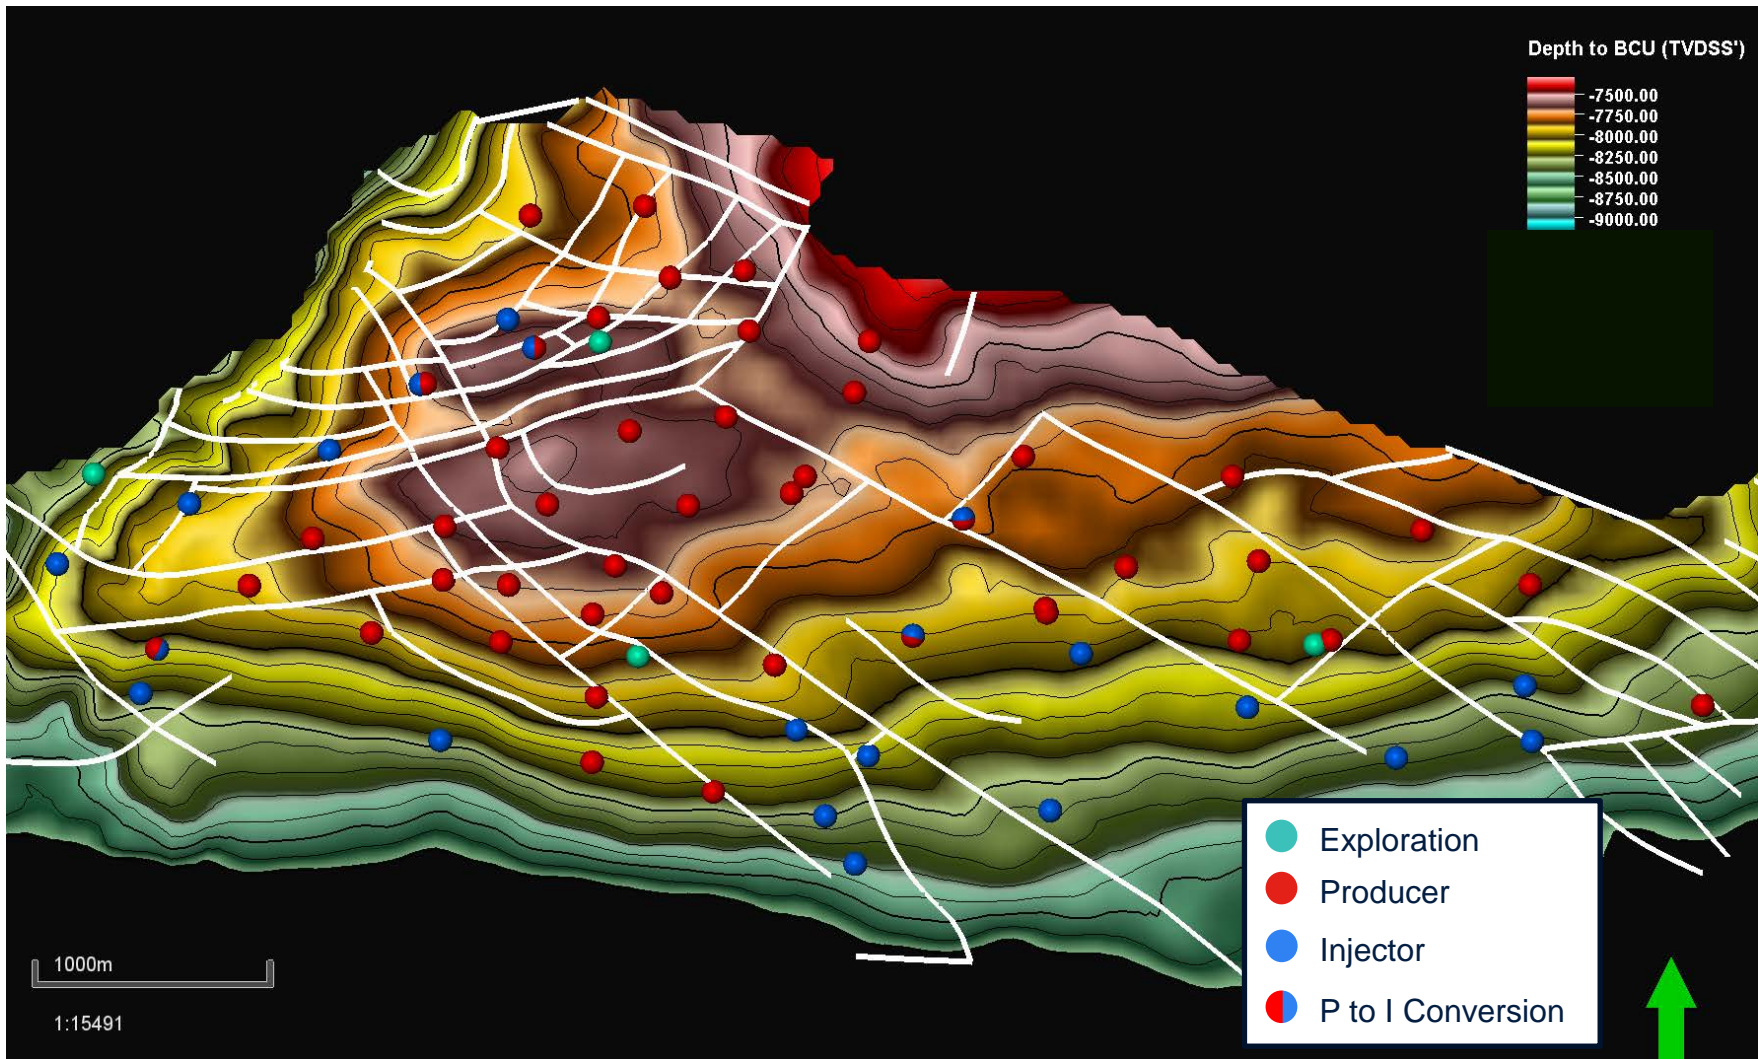 Depth to BCU (TVDSS')
-7500.00
-7750.00
-8000.00
-8250.00
-8500.00
-8750.00
-9000.00
Exploration
Producer
Injector
P to I Conversion
1000m
1:15491